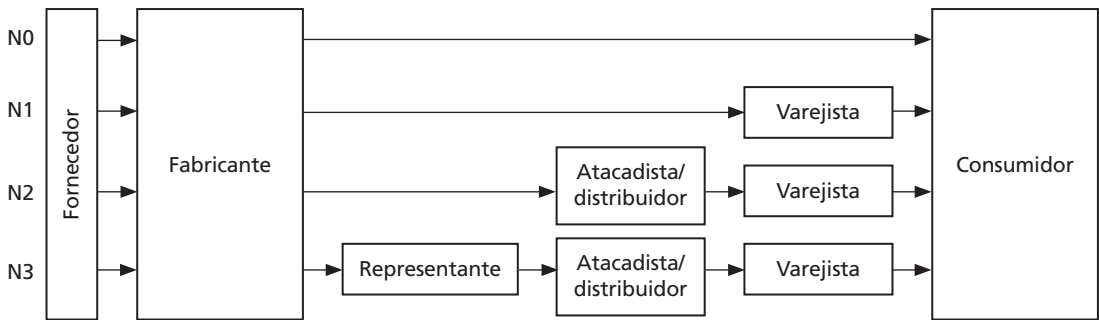 N0
N1
Varejista
Fornecedor
Fabricante
Consumidor
N2
Atacadista/
distribuidor
Varejista
N3
Representante
Atacadista/
distribuidor
Varejista